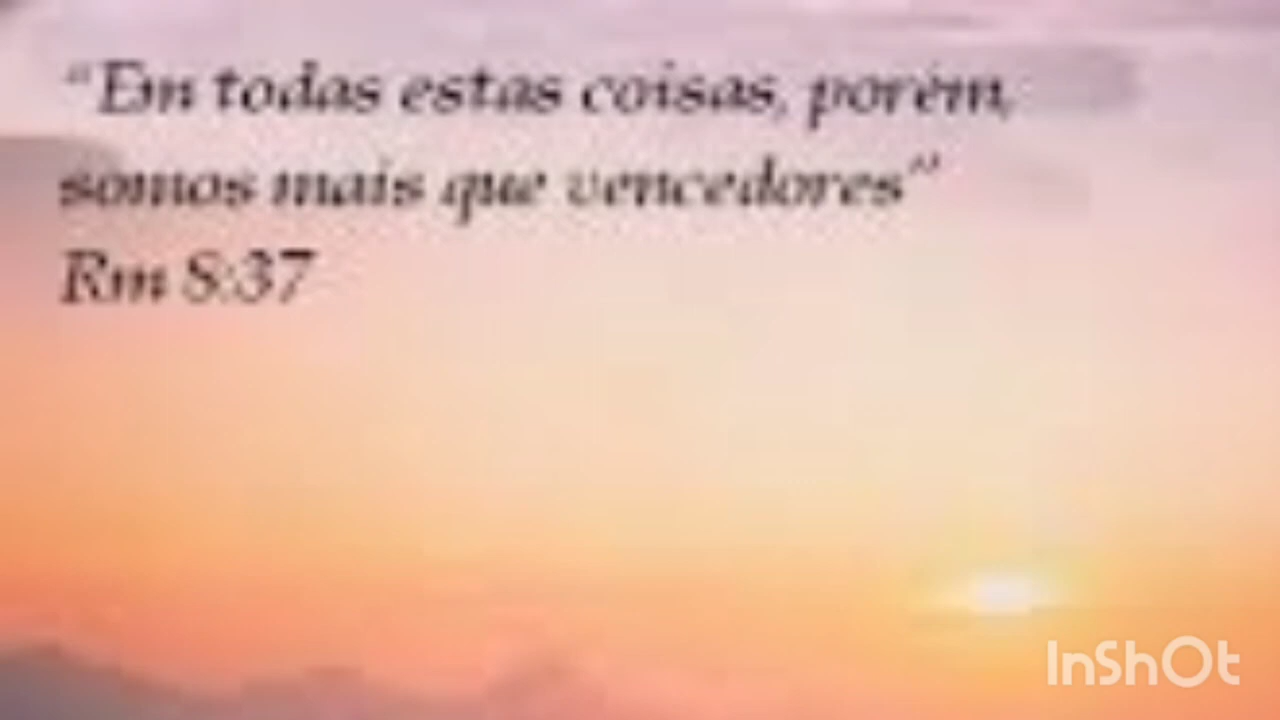 “Em todas estas coisas, porém,
somos mais que vencedores”
Rm 8:37
InShOt